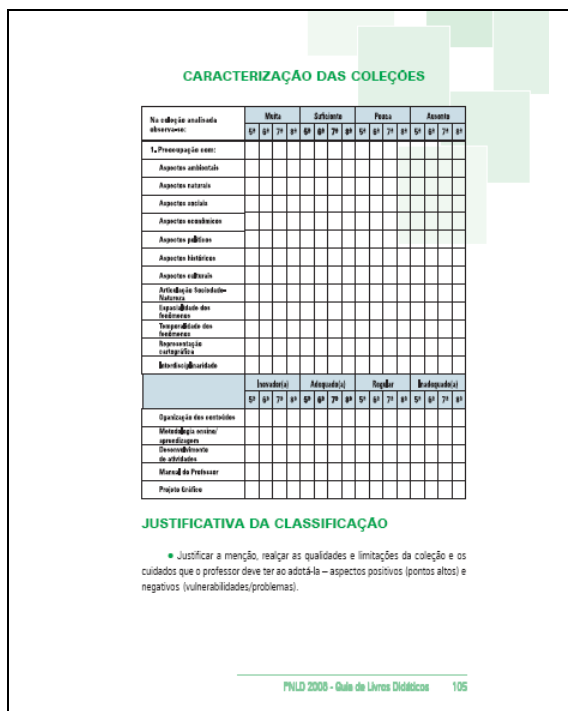 CARACTERIZAÇÃO DAS COLEÇÕES
Na coleção analisada Muita Suficiente Pouca Ausente
observa-se: 5ª 6ª 7ª 8ª 5ª 6ª 7ª 8ª 5ª 6ª 7ª 8ª 5ª 6ª 7ª 8ª
1. Preocupação com:
Aspectos ambientais
Aspectos naturais
Aspectos sociais
Aspectos econômicos
Aspectos políticos
Aspectos históricos
Aspectos culturais
Articulação Sociedade–
Natureza
Espacialidade dos
fenômenos
Temporalidade dos
fenômenos
Representação
cartográfica
Interdisciplinaridade
Inovador(a) Adequado(a) Regular Inadequado(a)
5ª 6ª 7ª 8ª 5ª 6ª 7ª 8ª 5ª 6ª 7ª 8ª 5ª 6ª 7ª 8ª
Oganização dos conteúdos
Metodologia ensino/
aprendizagem
Desenvolvimento
de atividades
Manual do Professor
Projeto Gráfico
JUSTIFICATIVA DA CLASSIFICAÇÃO
• Justificar a menção, realçar as qualidades e limitações da coleção e os
cuidados que o professor deve ter ao adotá-la – aspectos positivos (pontos altos) e
negativos (vulnerabilidades/problemas).
PNLD 2008 - Guia de Livros Didáticos 105